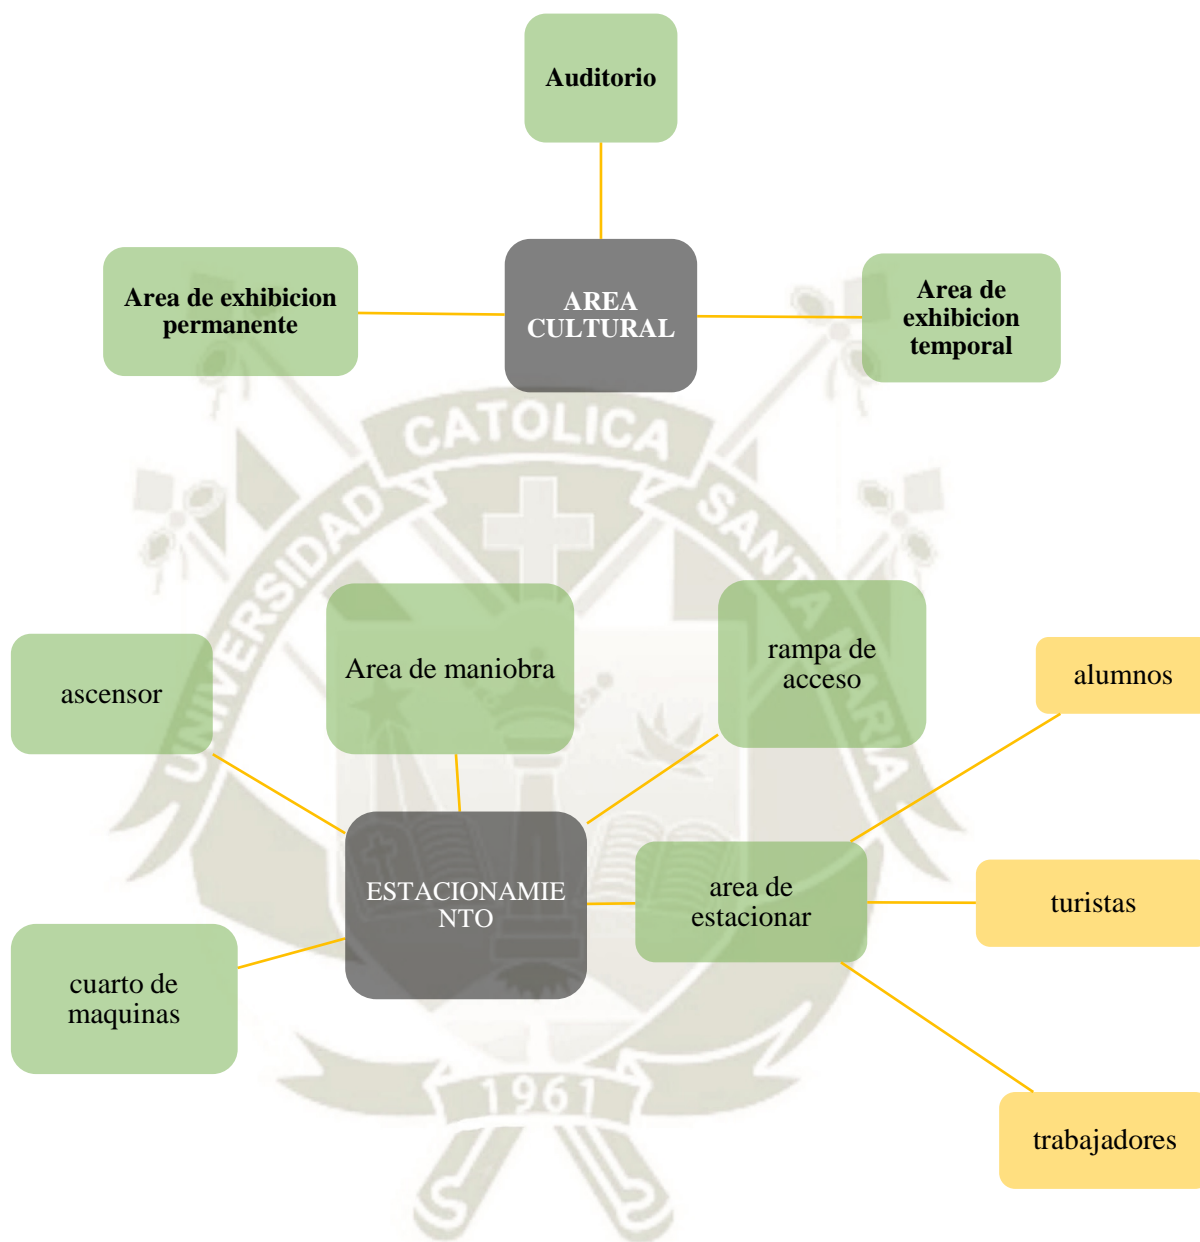 Auditorio
Area de exhibicion
permanente
AREA
CULTURAL
Area de
exhibicion
temporal
UNIVERSIDAD
CATOLICA
SANTA MARIA
ascensor
Area de maniobra
rampa de
acceso
alumnos
ESTACIONAMIE
NTO
area de
estacionar
turistas
cuarto de
maquinas
trabajadores
1961